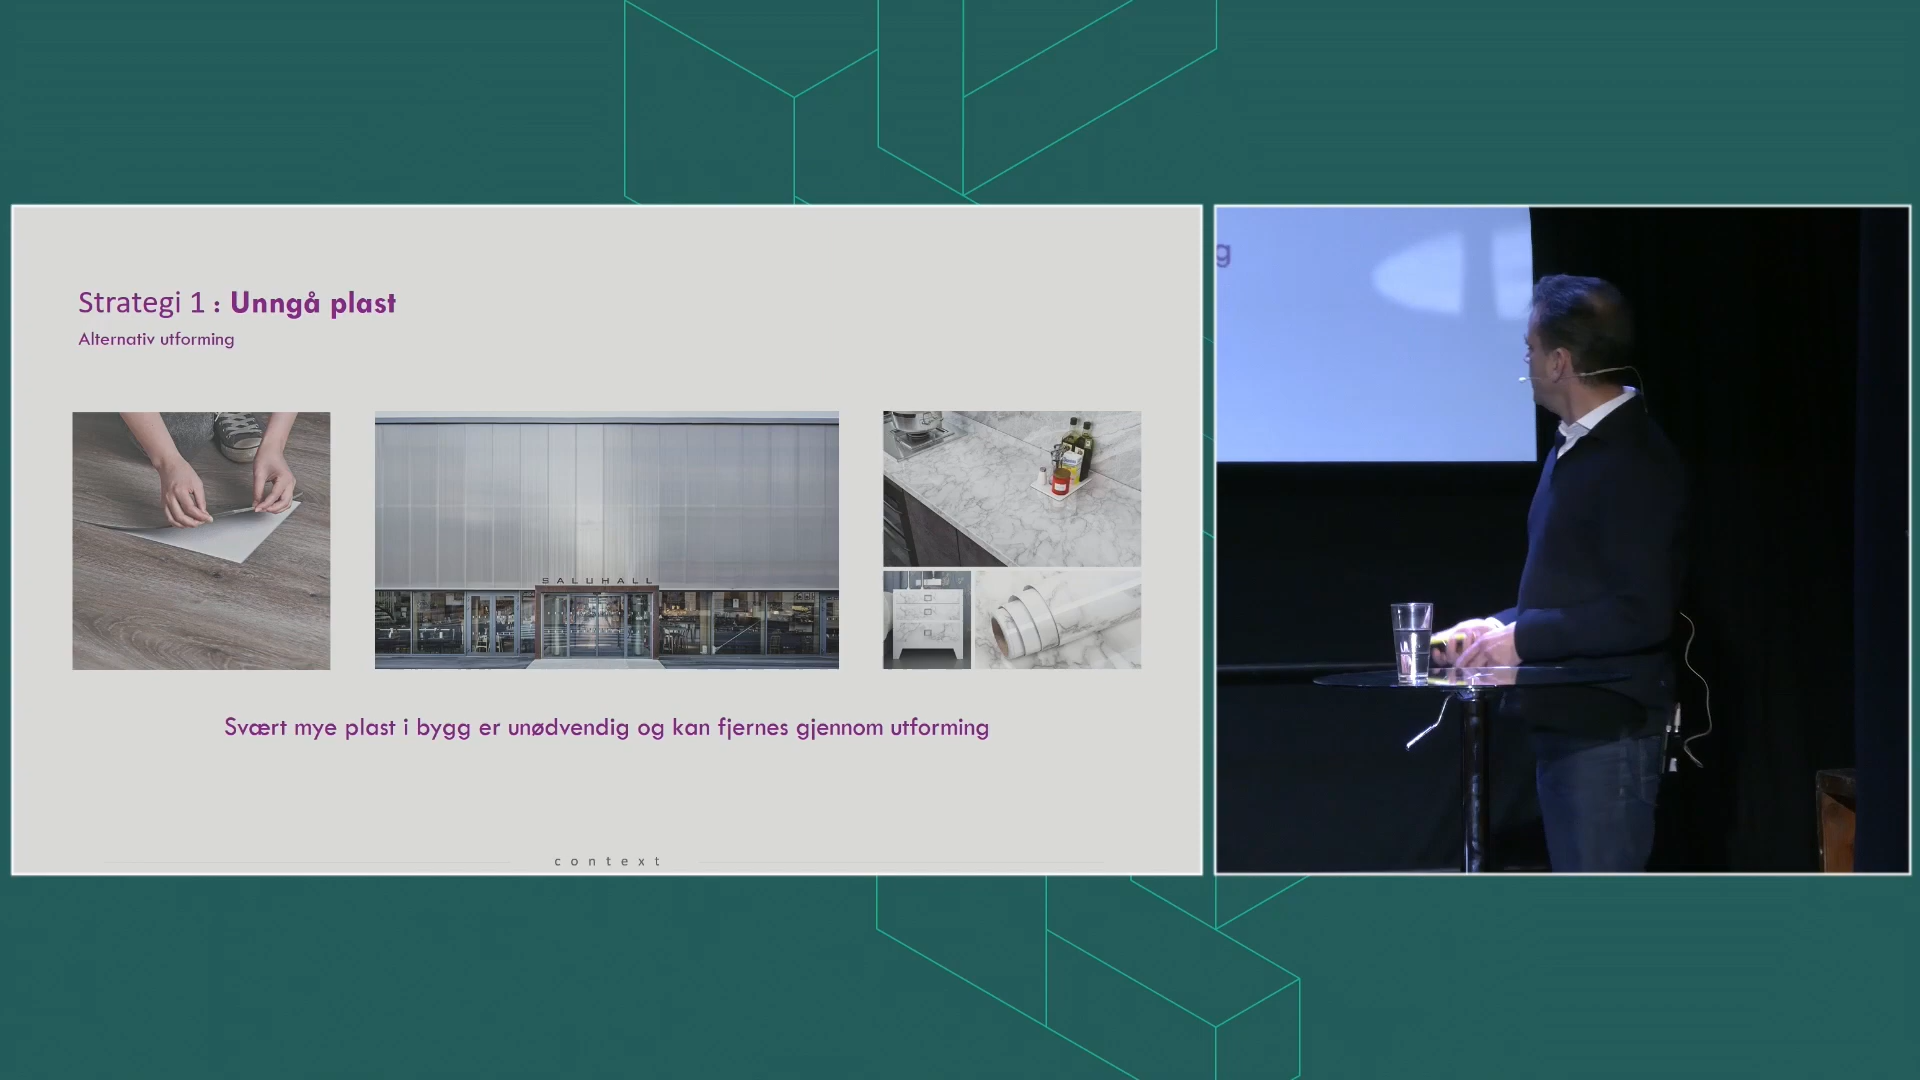 Strategi 1 : Unngå plast
Alternativ utforming
SALUHALL
Svært mye plast i bygg er unødvendig og kan fjernes gjennom utforming
context
g